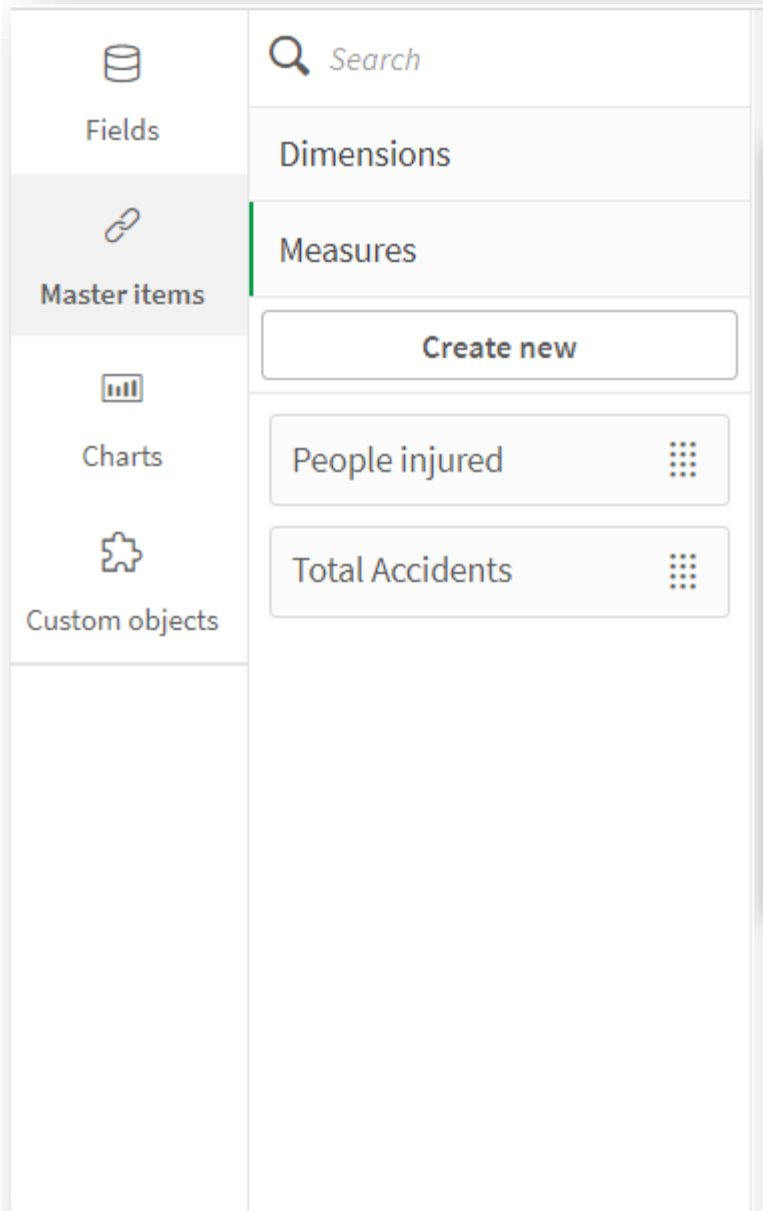 Fields
Master items
Charts
Custom objects
Search
Dimensions
Measures
Create new
People injured
Total Accidents